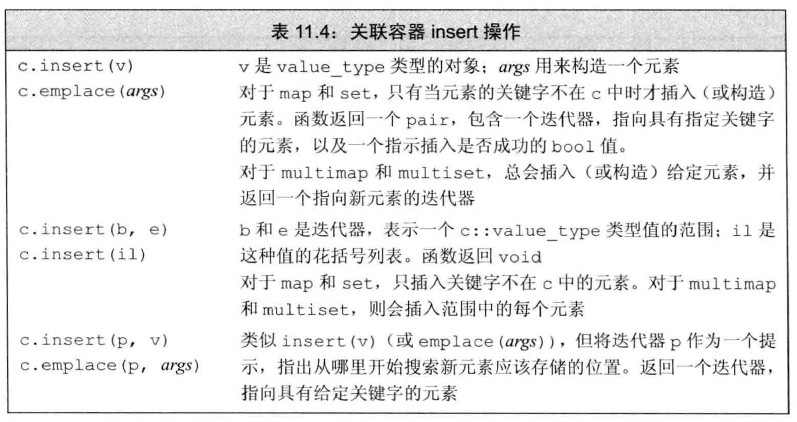 表 11.4：关联容器 insert 操作
c.insert(v) v 是 value_type 类型的对象；args 用来构造一个元素
c.emplace(args) 对于 map 和 set，只有当元素的关键字不在 c 中时才插入（或构造）
元素。函数返回一个 pair，包含一个迭代器，指向具有指定关键字
的元素，以及一个指示插入是否成功的 bool 值。
对于 multimap 和 multiset，总会插入（或构造）给定元素，并
返回一个指向新元素的迭代器
c.insert(b, e) b 和 e 是迭代器，表示一个 c::value_type 类型值的范围；il 是
c.insert(il) 这种值的花括号列表。函数返回 void
对于 map 和 set，只插入关键字不在 c 中的元素。对于 multimap
和 multiset，则会插入范围中的每个元素
c.insert(p, v) 类似 insert(v)（或 emplace(args)），但将迭代器 p 作为一个提
c.emplace(p, args) 示，指出从哪里开始搜索新元素应该存储的位置。返回一个迭代器，
指向具有给定关键字的元素